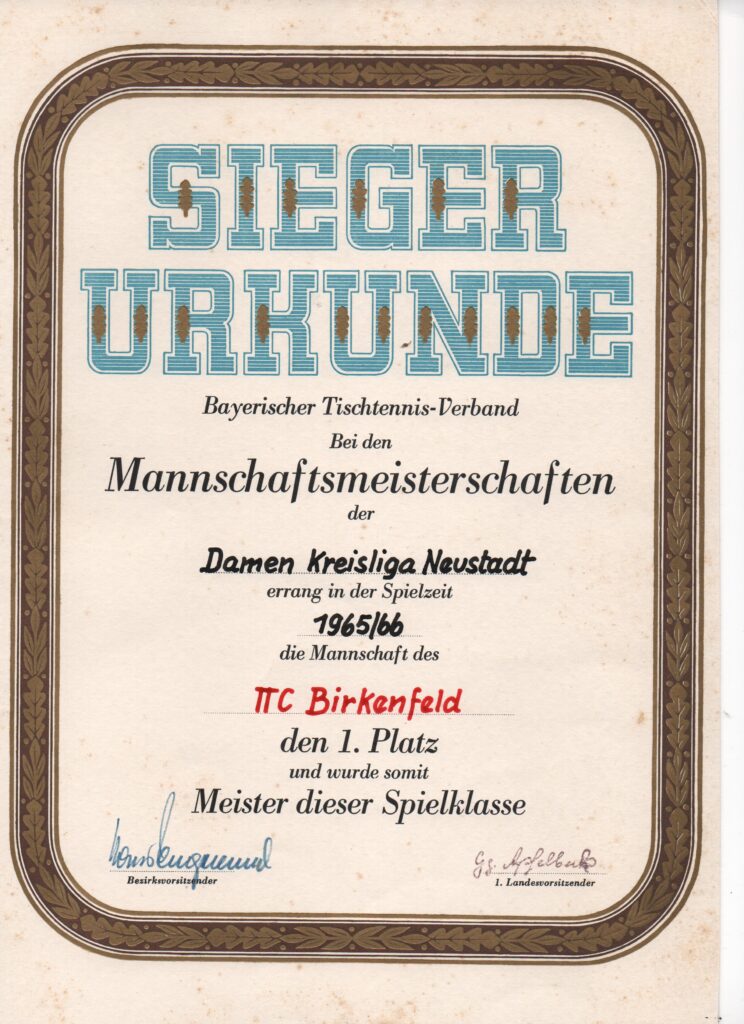 SIEGER
URKUNDE
Bayerischer Tischtennis-Verband
Bei den
Mannschaftsmeisterschaften
der
Damen Kreisliga Neustadt
errang in der Spielzeit
1965/66
die Mannschaft des
TTC Birkenfeld
den 1. Platz
und wurde somit
Meister dieser Spielklasse
Gg.
Bezirksvorsitzender
1. Landesvorsitzender